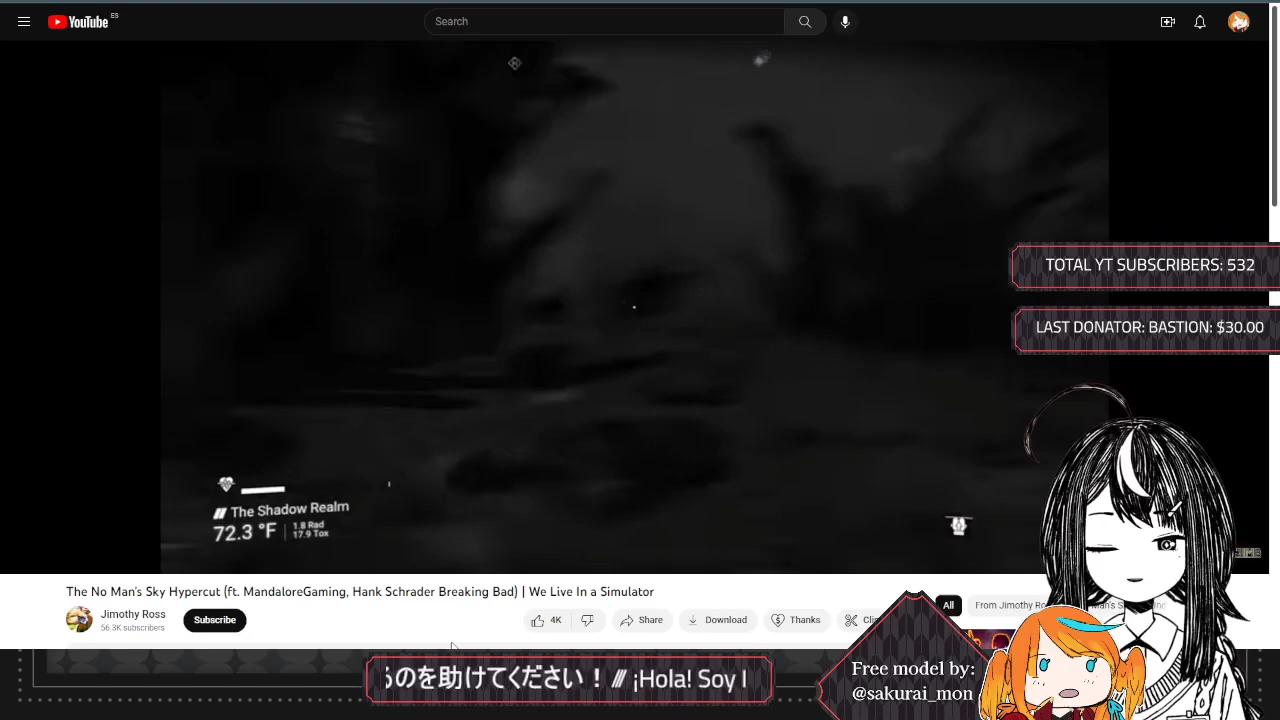 YouTube ES
Search
The Shadow Realm
72.3 °F
1.8 Rad
17.9 Tox
TOTAL YT SUBSCRIBERS: 532
LAST DONATOR: BASTION: $30.00
The No Man's Sky Hypercut (ft. MandaloreGaming, Hank Schrader Breaking Bad) | We Live In a Simulator
Jimothy Ross
56.3K subscribers
Subscribe
4K
Share
Download
Thanks
All
From Jimothy
るのを助けてください！ /// ¡Hola! Soy
Free model by:
@sakurai_mon